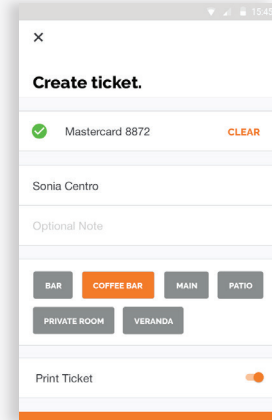 15:45
×
Create ticket.
Mastercard 8872 CLEAR
Sonia Centro
Optional Note
BAR COFFEE BAR MAIN PATIO
PRIVATE ROOM VERANDA
Print Ticket